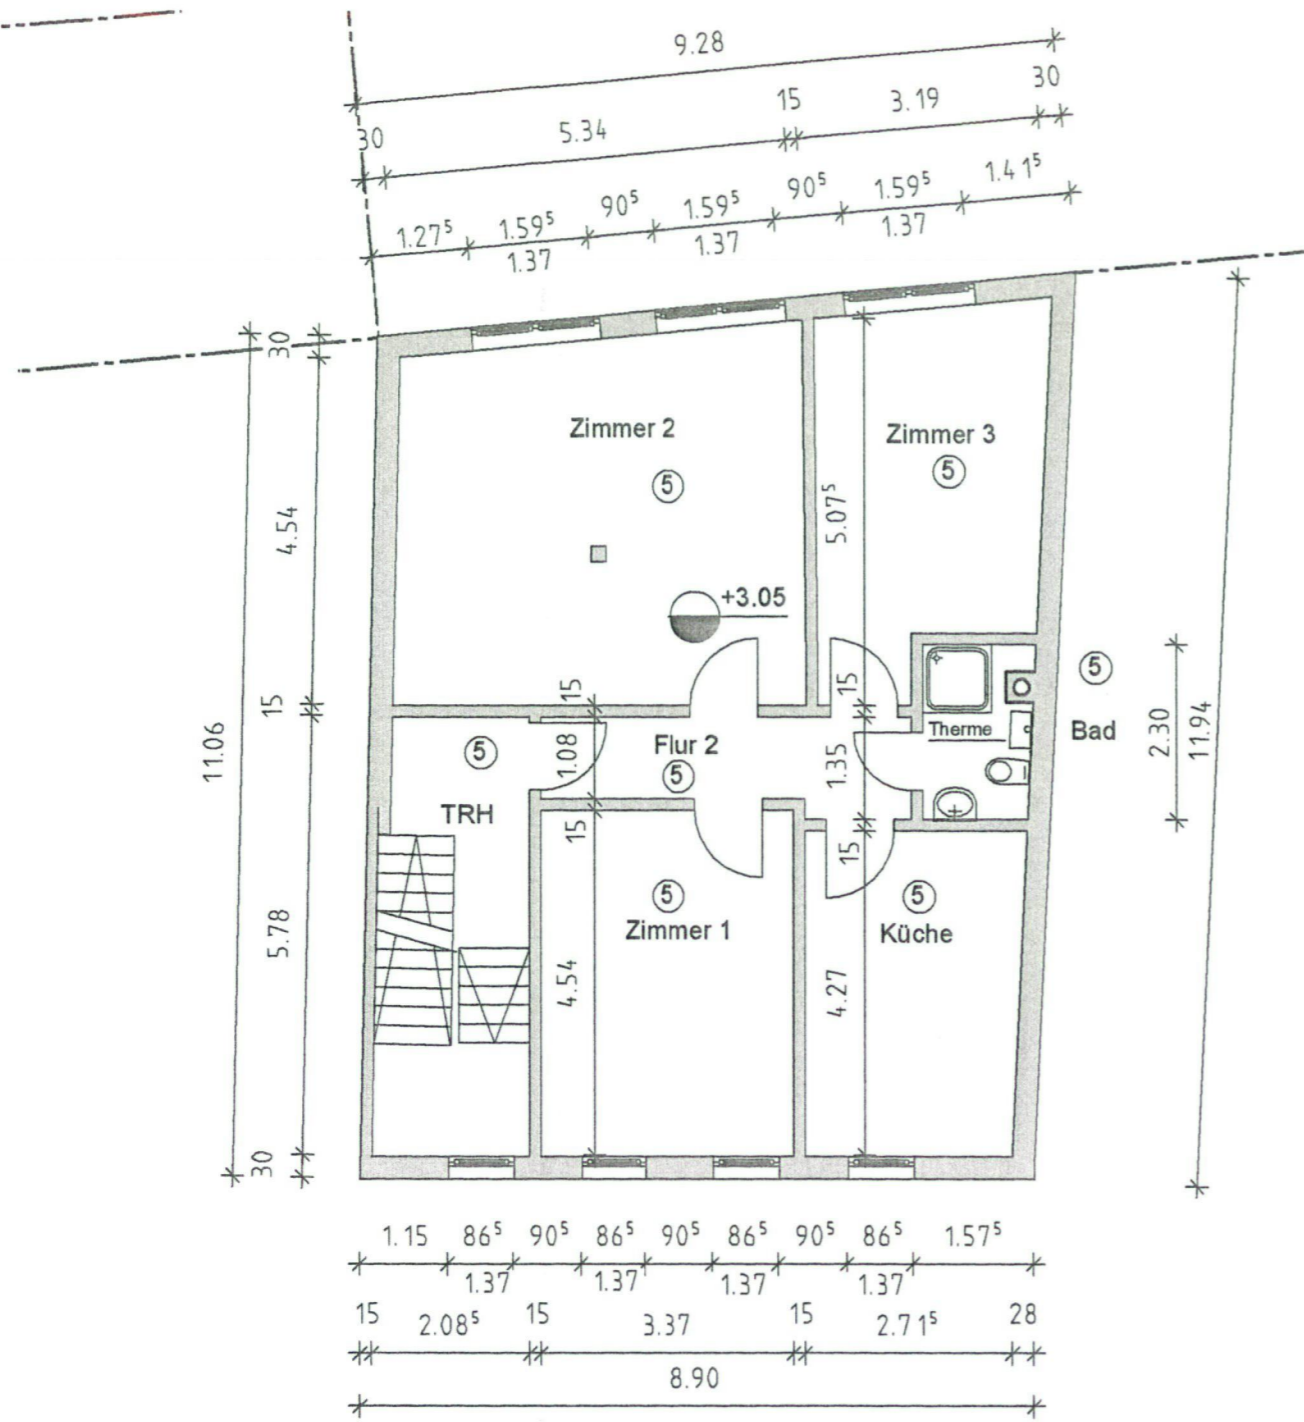 9.28
30 5.34 15 3.19 30
1.27⁵ 1.59⁵ 90⁵ 1.59⁵ 90⁵ 1.59⁵ 1.41⁵
1.37 1.37 1.37
30
4.54
15
11.06
5.78
30
Zimmer 2
5
+3.05
Zimmer 3
5
5.07⁵
15
15
5
TRH
1.08
Flur 2
5
1.35
Therme
5
Bad
2.30
11.94
15
15
5
Zimmer 1
4.54
5
Küche
4.27
1.15 86⁵ 90⁵ 86⁵ 90⁵ 86⁵ 90⁵ 86⁵ 1.57⁵
1.37 1.37 1.37 1.37
15 2.08⁵ 15 3.37 15 2.71⁵ 28
8.90